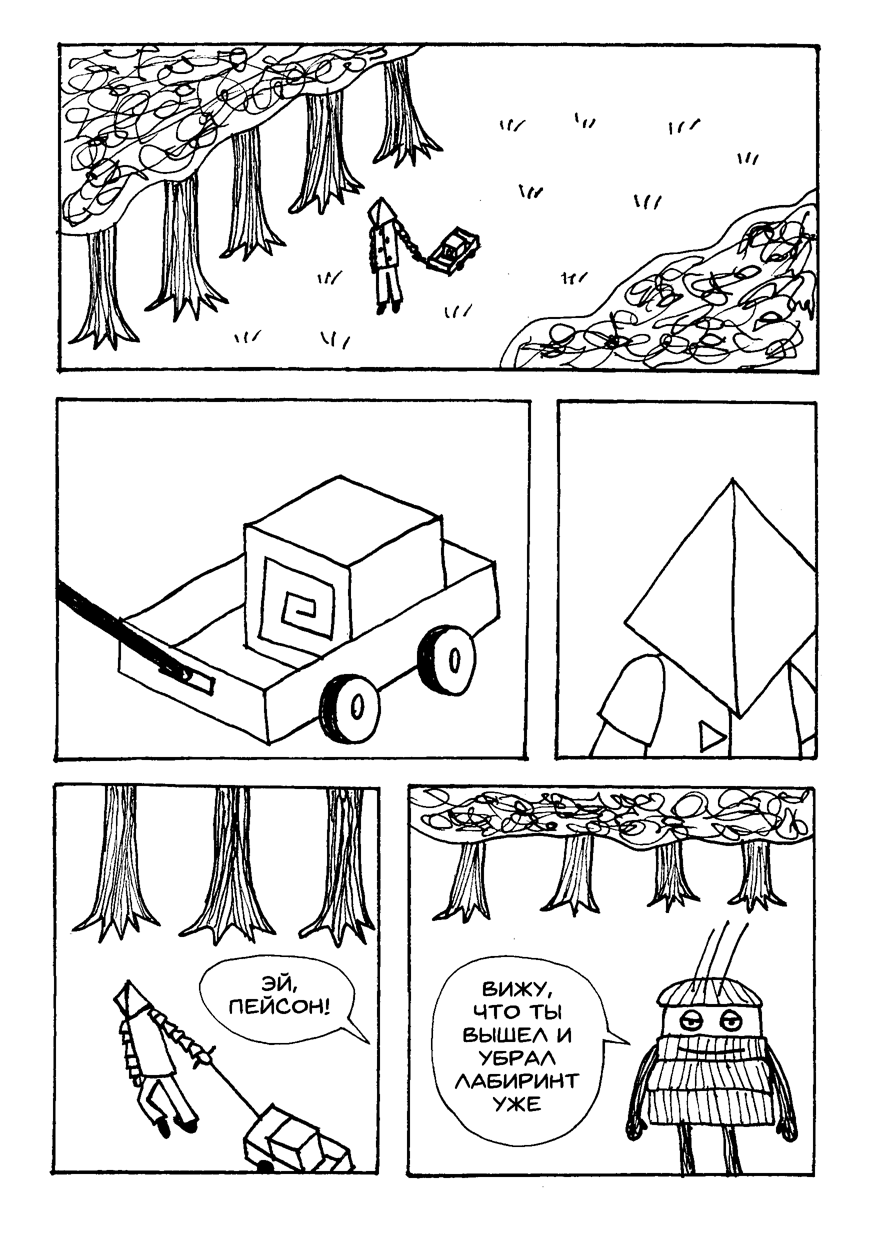 ЭЙ,
ПЕЙСОН!
ВИЖУ,
ЧТО ТЫ
ВЫШЕЛ И
УБРАЛ
ЛАБИРИНТ
УЖЕ